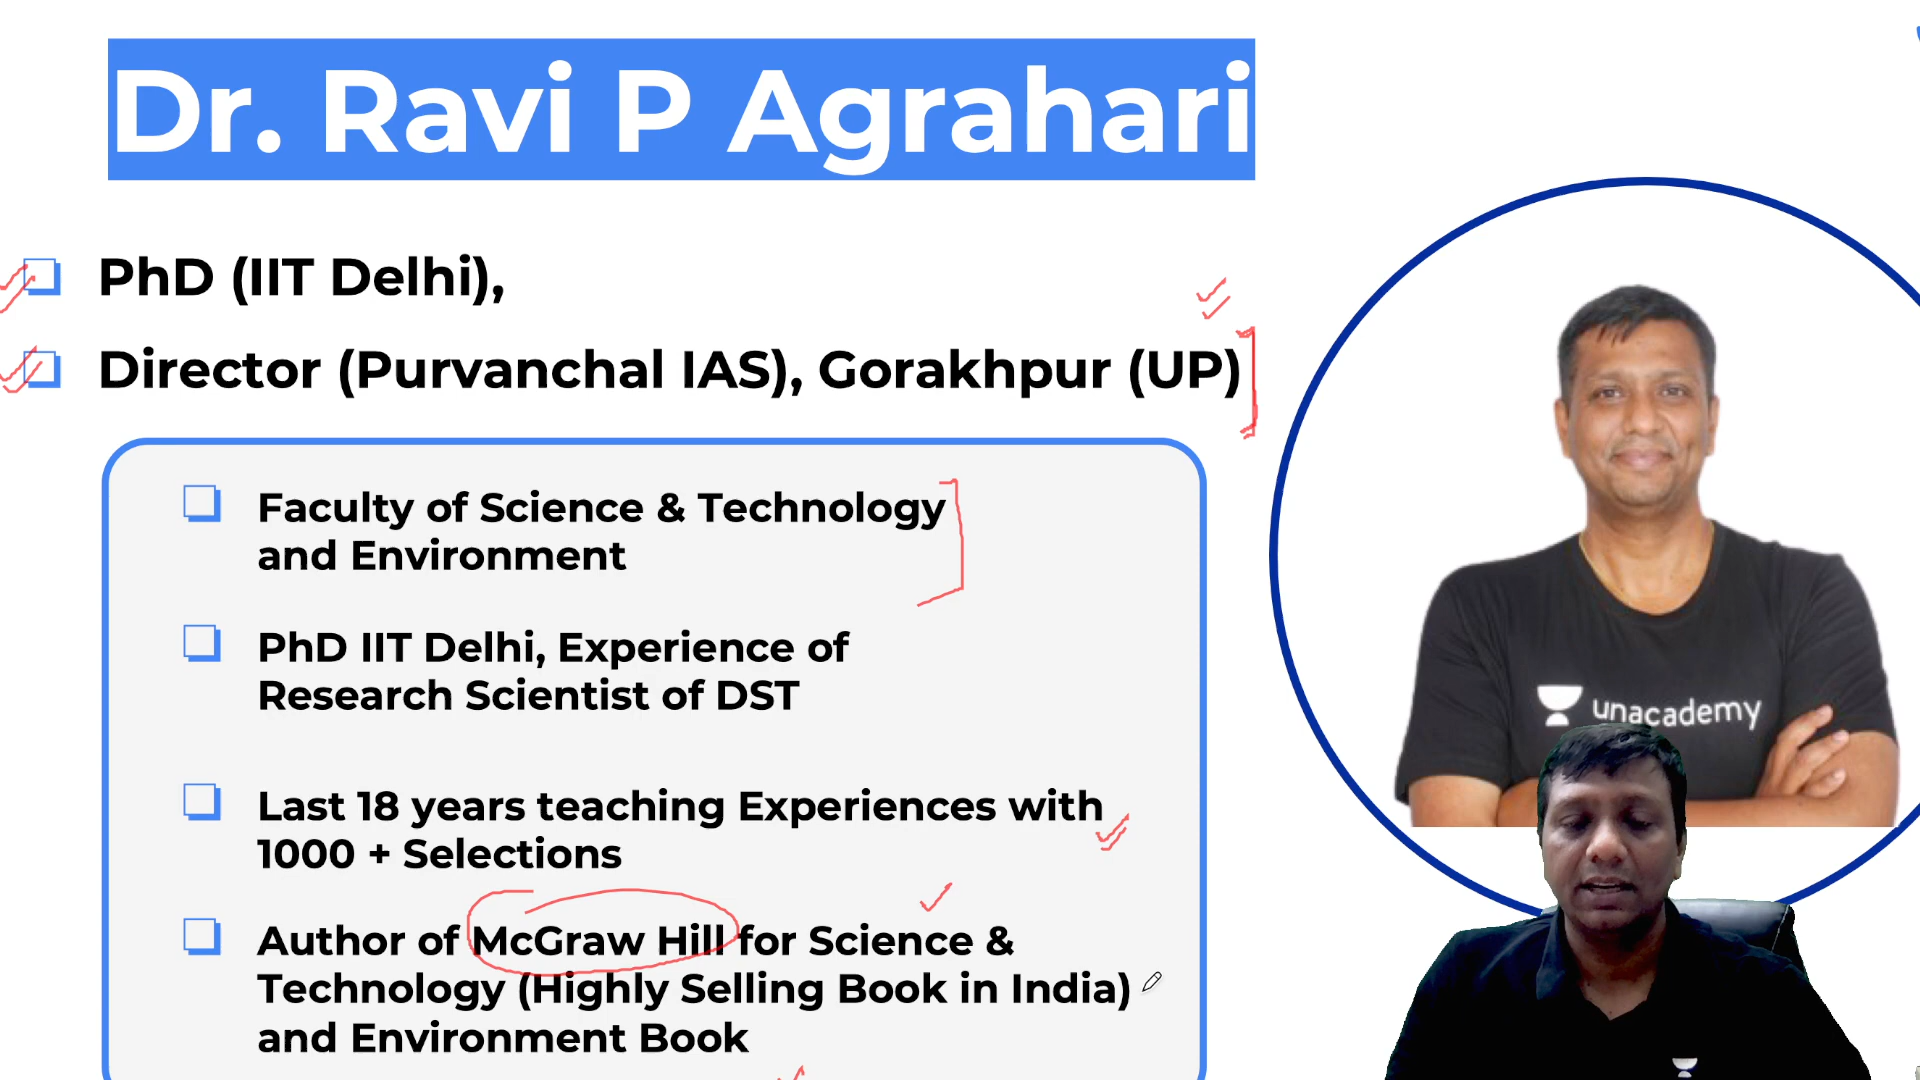 Dr. Ravi P Agrahari
PhD (IIT Delhi),
Director (Purvanchal IAS), Gorakhpur (UP)
Faculty of Science & Technology
and Environment
PhD IIT Delhi, Experience of
Research Scientist of DST
Last 18 years teaching Experiences with
1000 + Selections
Author of McGraw Hill for Science &
Technology (Highly Selling Book in India)
and Environment Book
unacademy